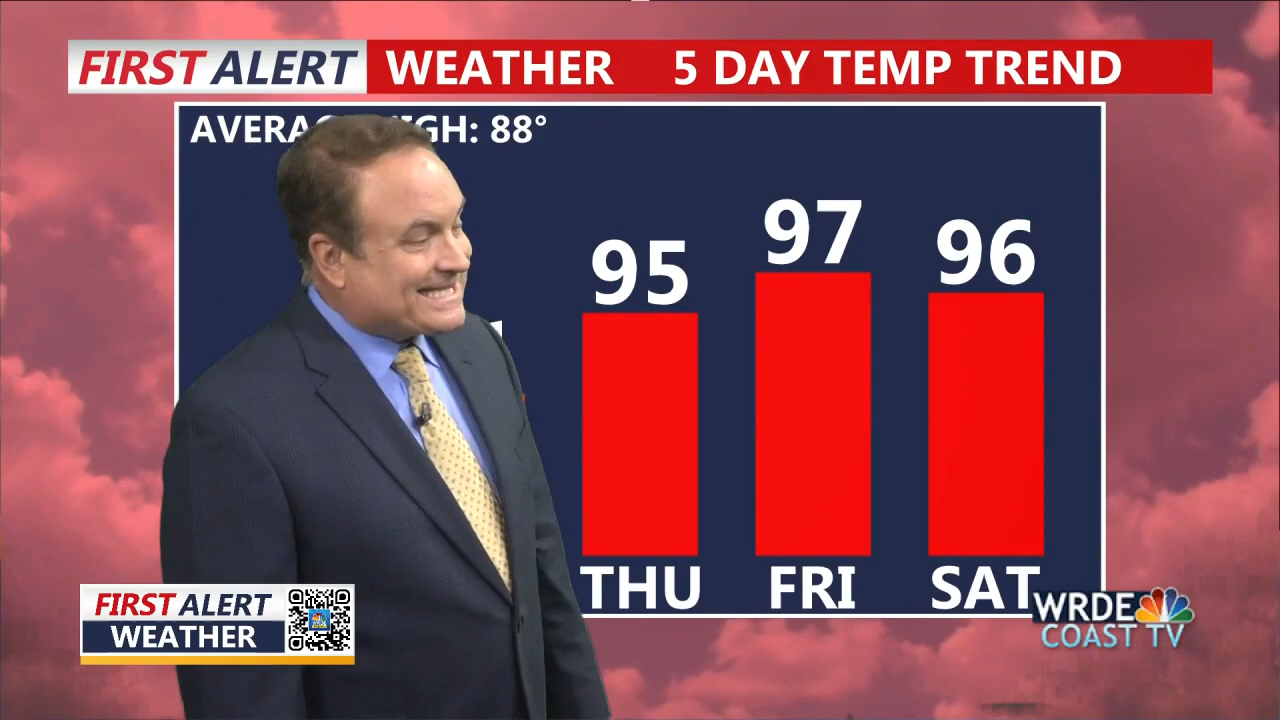 FIRST ALERT WEATHER 5 DAY TEMP TREND
HIGH: 88°
95 97 96
THU FRI SAT
FIRST ALERT
WEATHER
WRDE
COAST TV